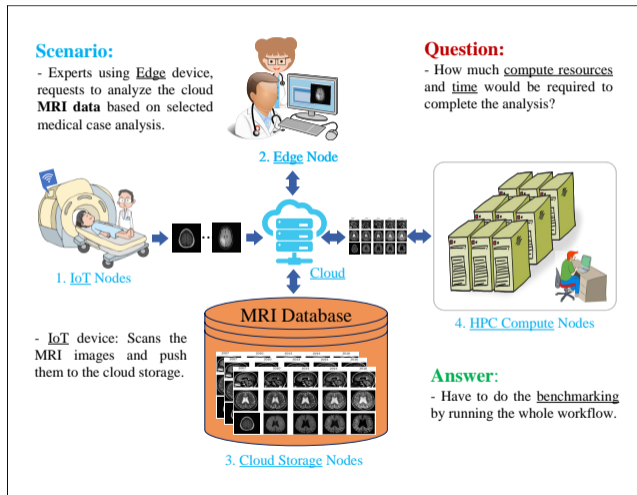 Scenario:
- Experts using Edge device,
requests to analyze the cloud
MRI data based on selected
medical case analysis.
Question:
- How much compute resources
and time would be required to
complete the analysis?
2. Edge Node
1. IoT Nodes
Cloud
4. HPC Compute Nodes
MRI Database
- IoT device: Scans the
MRI images and push
them to the cloud storage.
Answer:
- Have to do the benchmarking
by running the whole workflow.
3. Cloud Storage Nodes